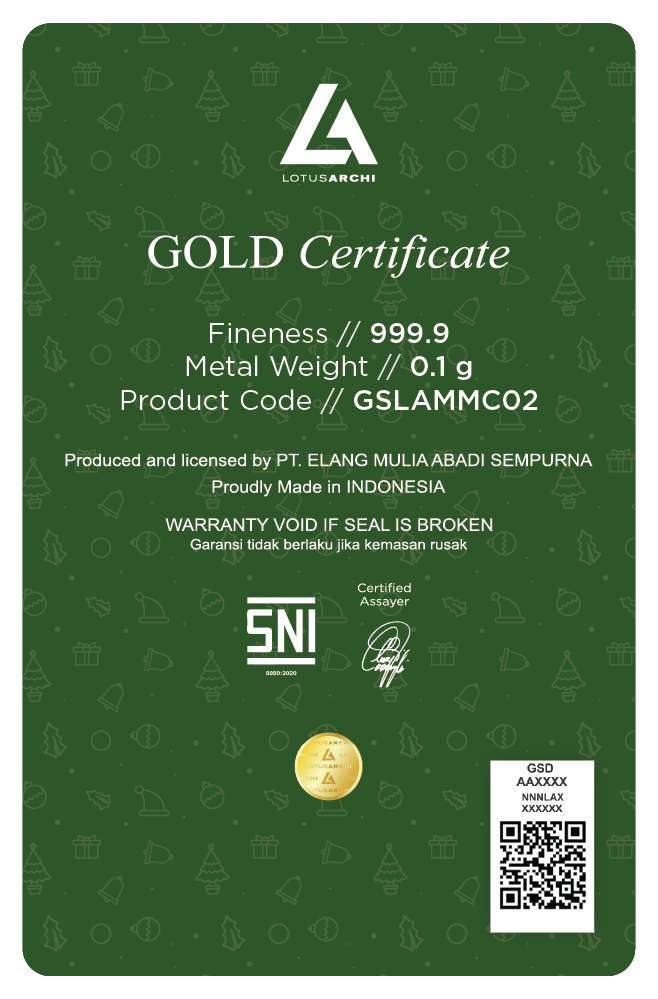 LOTUSARCHI
GOLD Certificate
Fineness // 999.9
Metal Weight // 0.1 g
Product Code // GSLAMMC02
Produced and licensed by PT. ELANG MULIA ABADI SEMPURNA
Proudly Made in INDONESIA
WARRANTY VOID IF SEAL IS BROKEN
Garansi tidak berlaku jika kemasan rusak
Certified
Assayer
SNI
8880:2020
LOTUSARCHI
GSD
AAXXXX
NNNLAX
XXXXXX